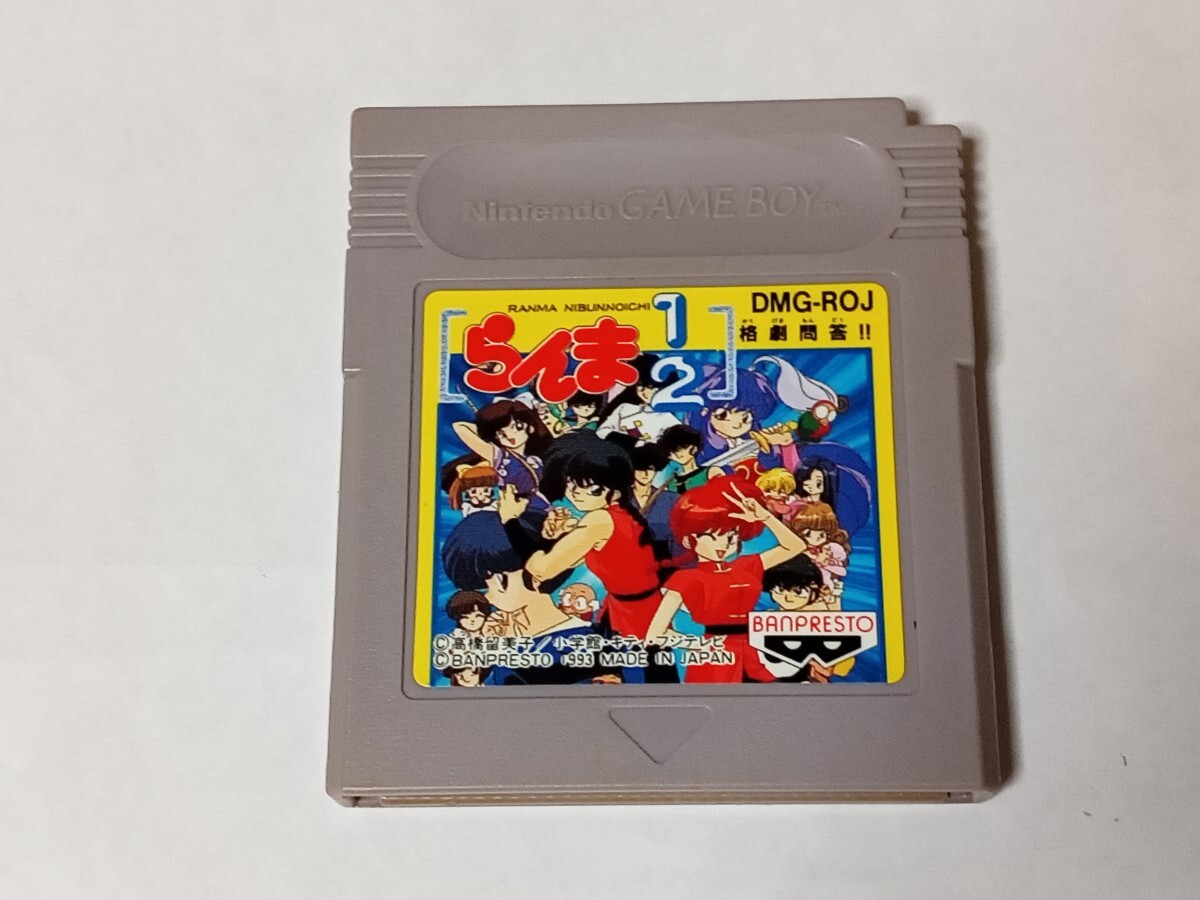 Nintendo GAME BOY™
RANMA NIBUNNOICHI
らんま1/2
DMG-ROJ
かく げき もん どう
格劇問答!!
BANPRESTO
©高橋留美子／小学館・キティ・フジテレビ
©BANPRESTO 1993 MADE IN JAPAN